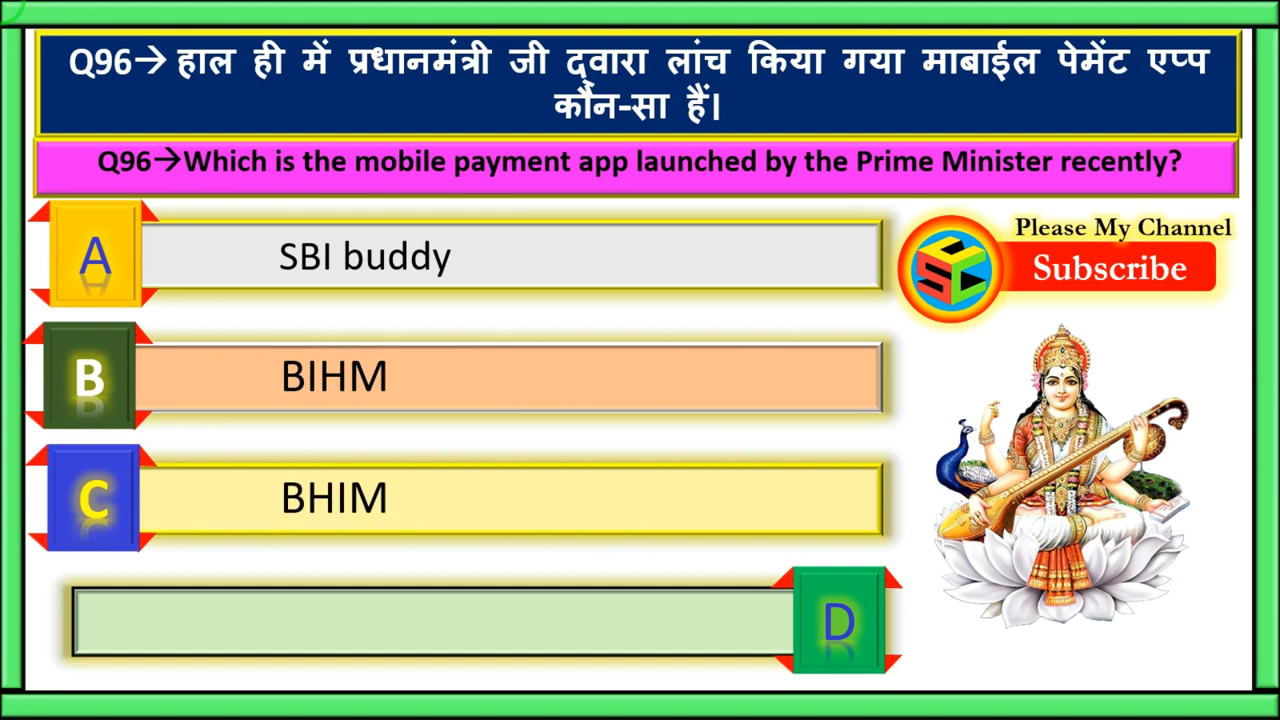 Q96→ हाल ही में प्रधानमंत्री जी द्वारा लांच किया गया माबाईल पेमेंट एप्प
कौन-सा हैं।
Q96→Which is the mobile payment app launched by the Prime Minister recently?
A SBI buddy
Please My Channel
Subscribe
SSC
B BIHM
C BHIM
D